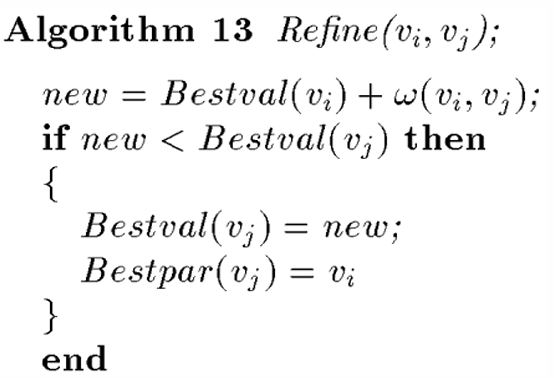 Algorithm 13 Refine(vᵢ, vⱼ);
new = Bestval(vᵢ) + ω(vᵢ, vⱼ);
if new < Bestval(vⱼ) then
{
Bestval(vⱼ) = new;
Bestpar(vⱼ) = vᵢ
}
end